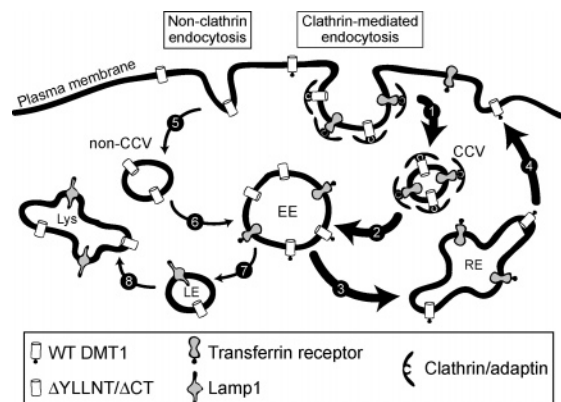 Non-clathrin
endocytosis
Clathrin-mediated
endocytosis
Plasma membrane
1
5
non-CCV
CCV
4
Lys
6
EE
2
RE
LE
7
8
3
WT DMT1
Transferrin receptor
Clathrin/adaptin
ΔYLLNT/ΔCT
Lamp1